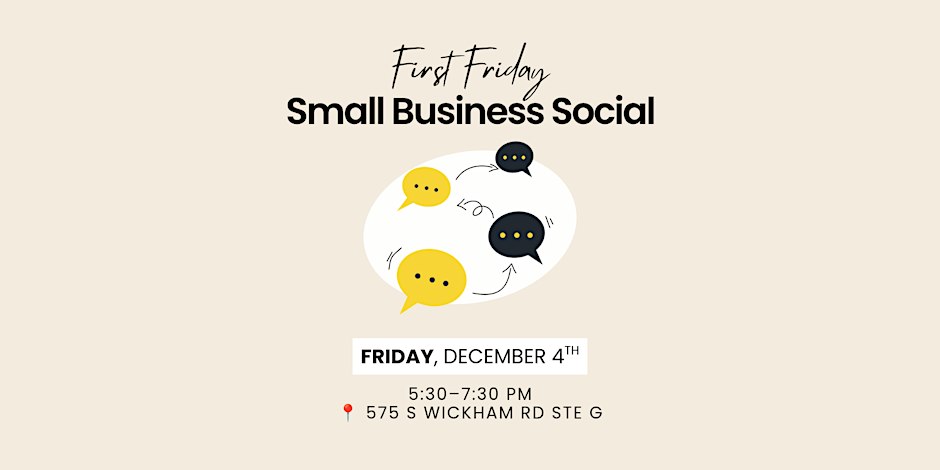 First Friday
Small Business Social
FRIDAY, DECEMBER 4TH
5:30–7:30 PM
📍 575 S WICKHAM RD STE G